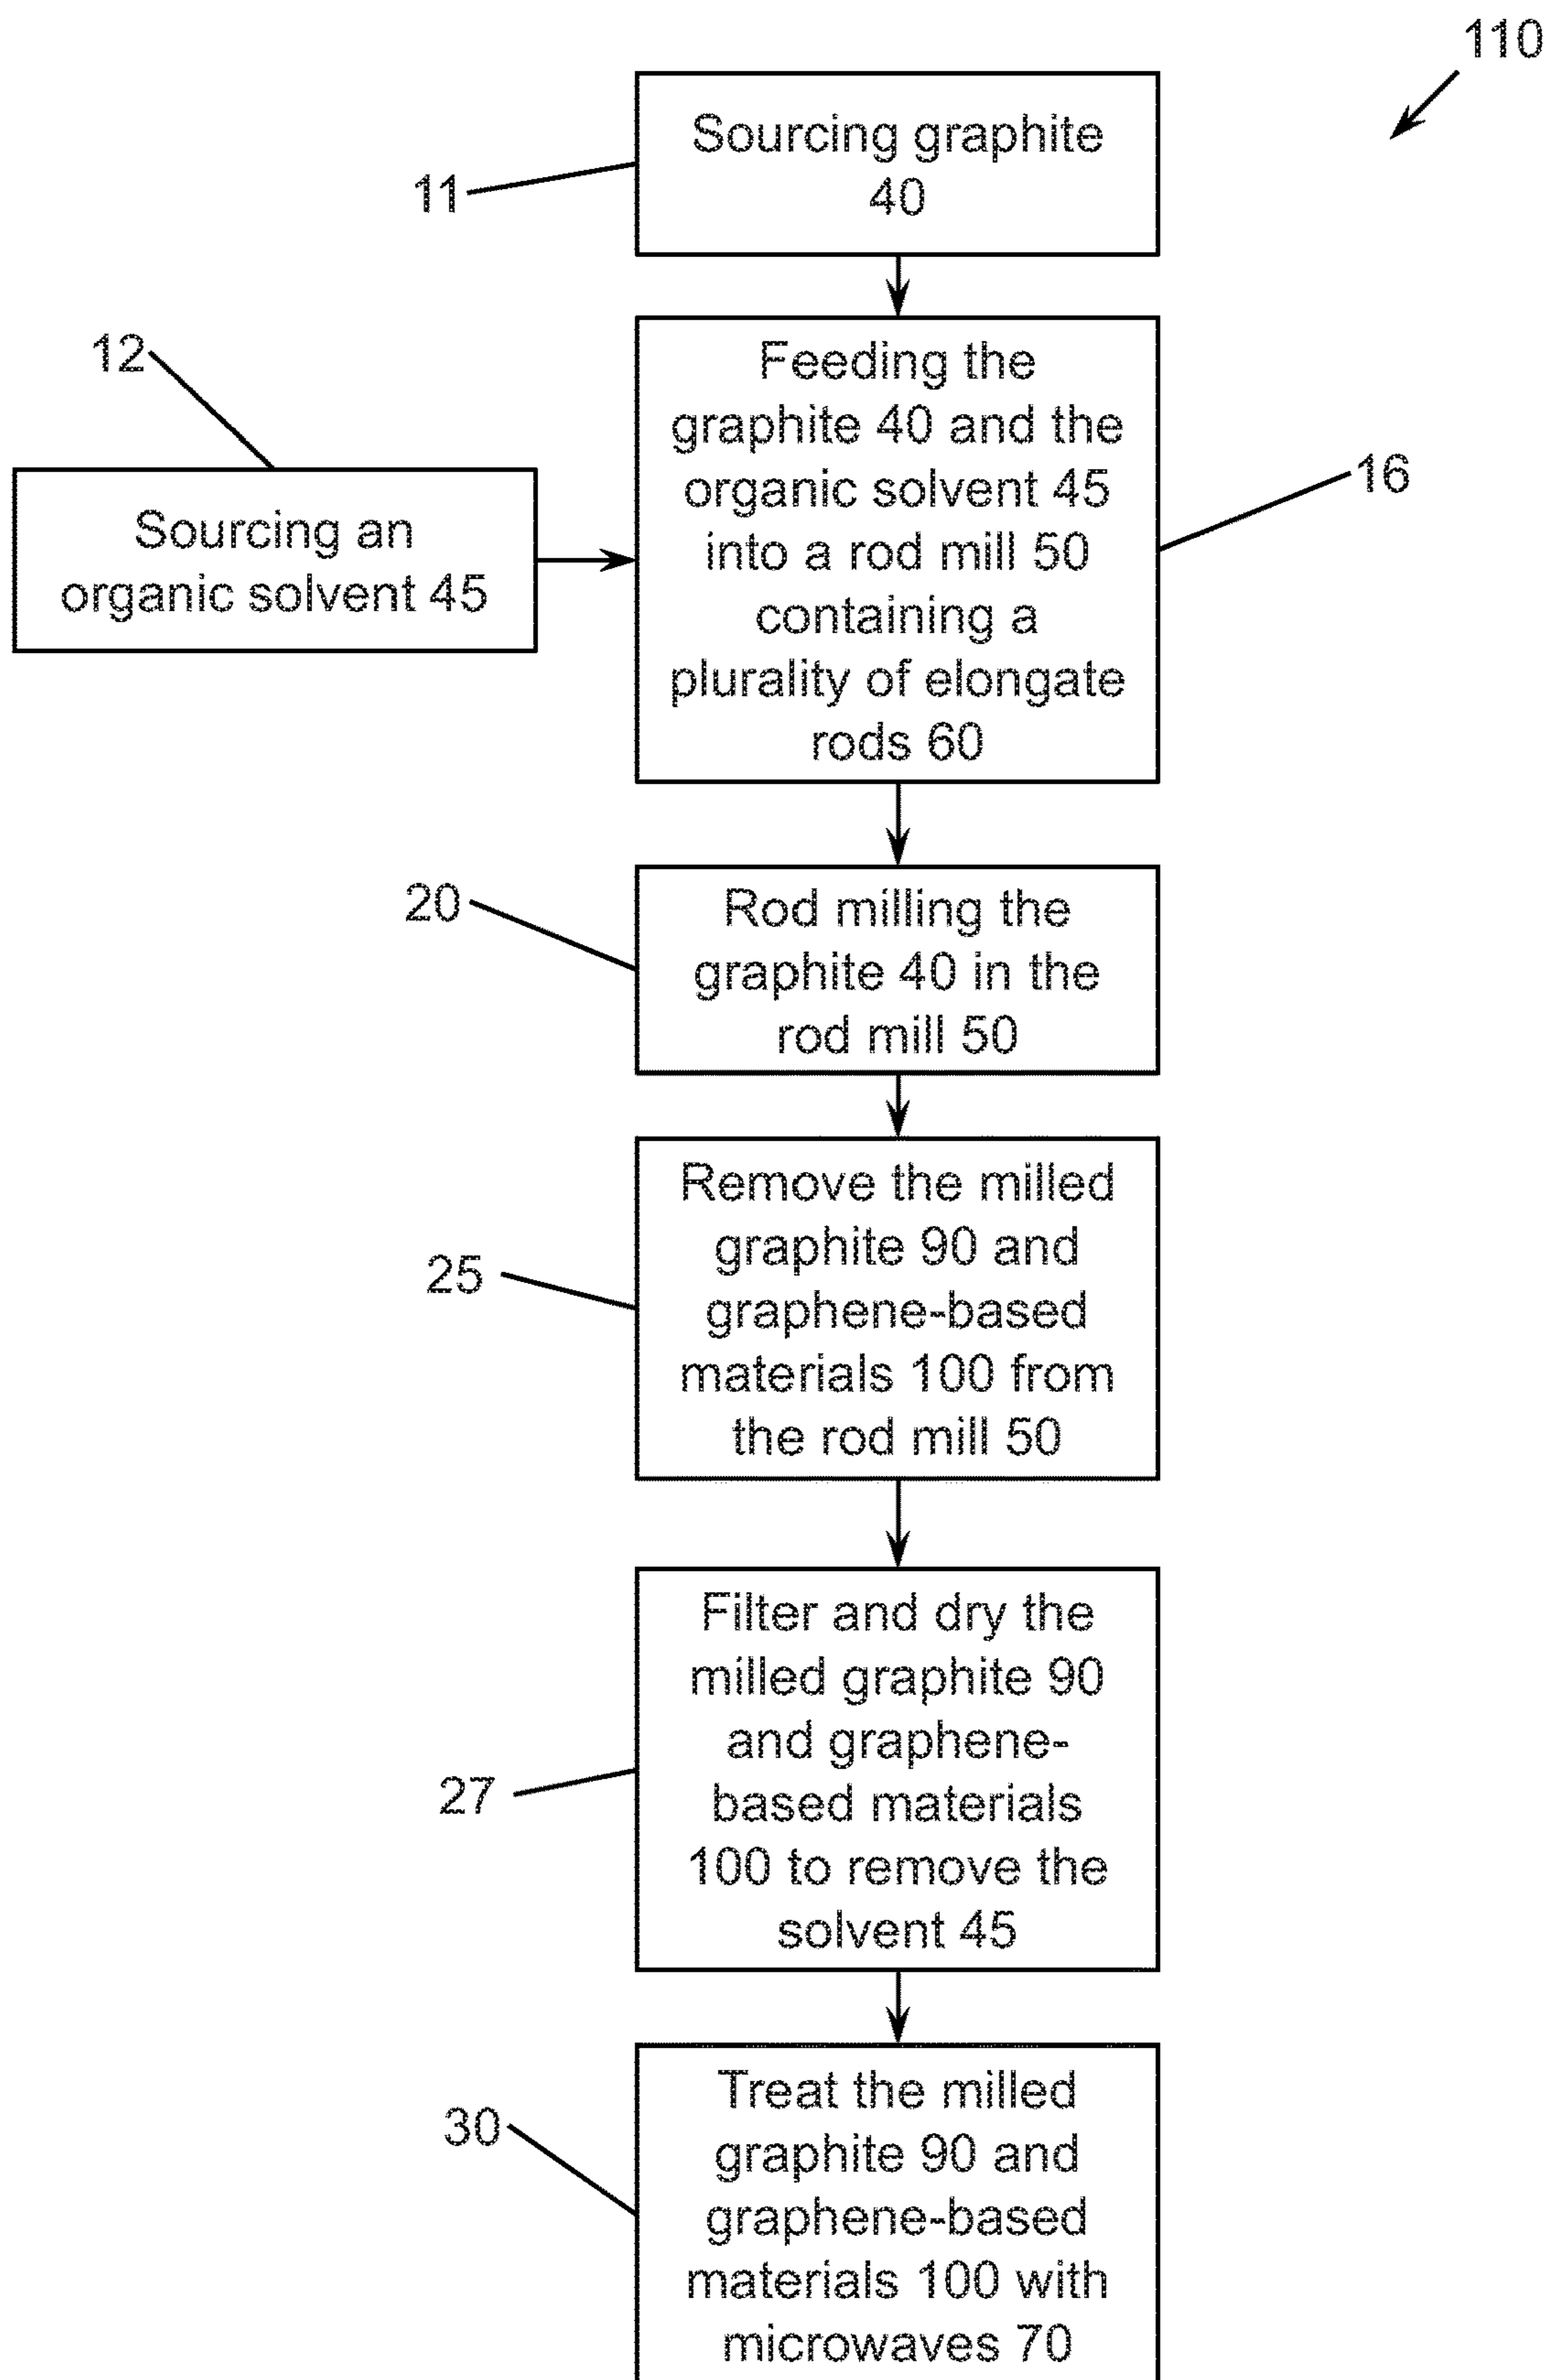 110
Sourcing graphite
40
11
12
Feeding the
graphite 40 and the
organic solvent 45
into a rod mill 50
containing a
plurality of elongate
rods 60
16
Sourcing an
organic solvent 45
20
Rod milling the
graphite 40 in the
rod mill 50
25
Remove the milled
graphite 90 and
graphene-based
materials 100 from
the rod mill 50
27
Filter and dry the
milled graphite 90
and graphene-
based materials
100 to remove the
solvent 45
30
Treat the milled
graphite 90 and
graphene-based
materials 100 with
microwaves 70